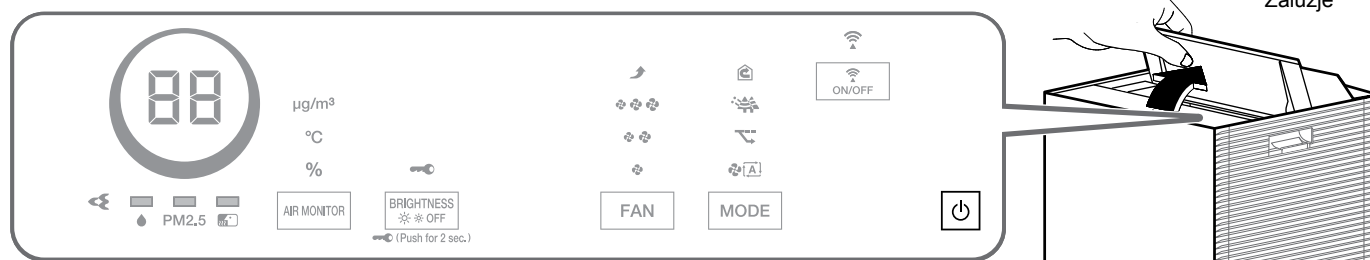 Žaluzje
88
µg/m³
°C
%
PM2.5
AIR MONITOR
BRIGHTNESS
OFF
(Push for 2 sec.)
FAN
A
MODE
ON/OFF